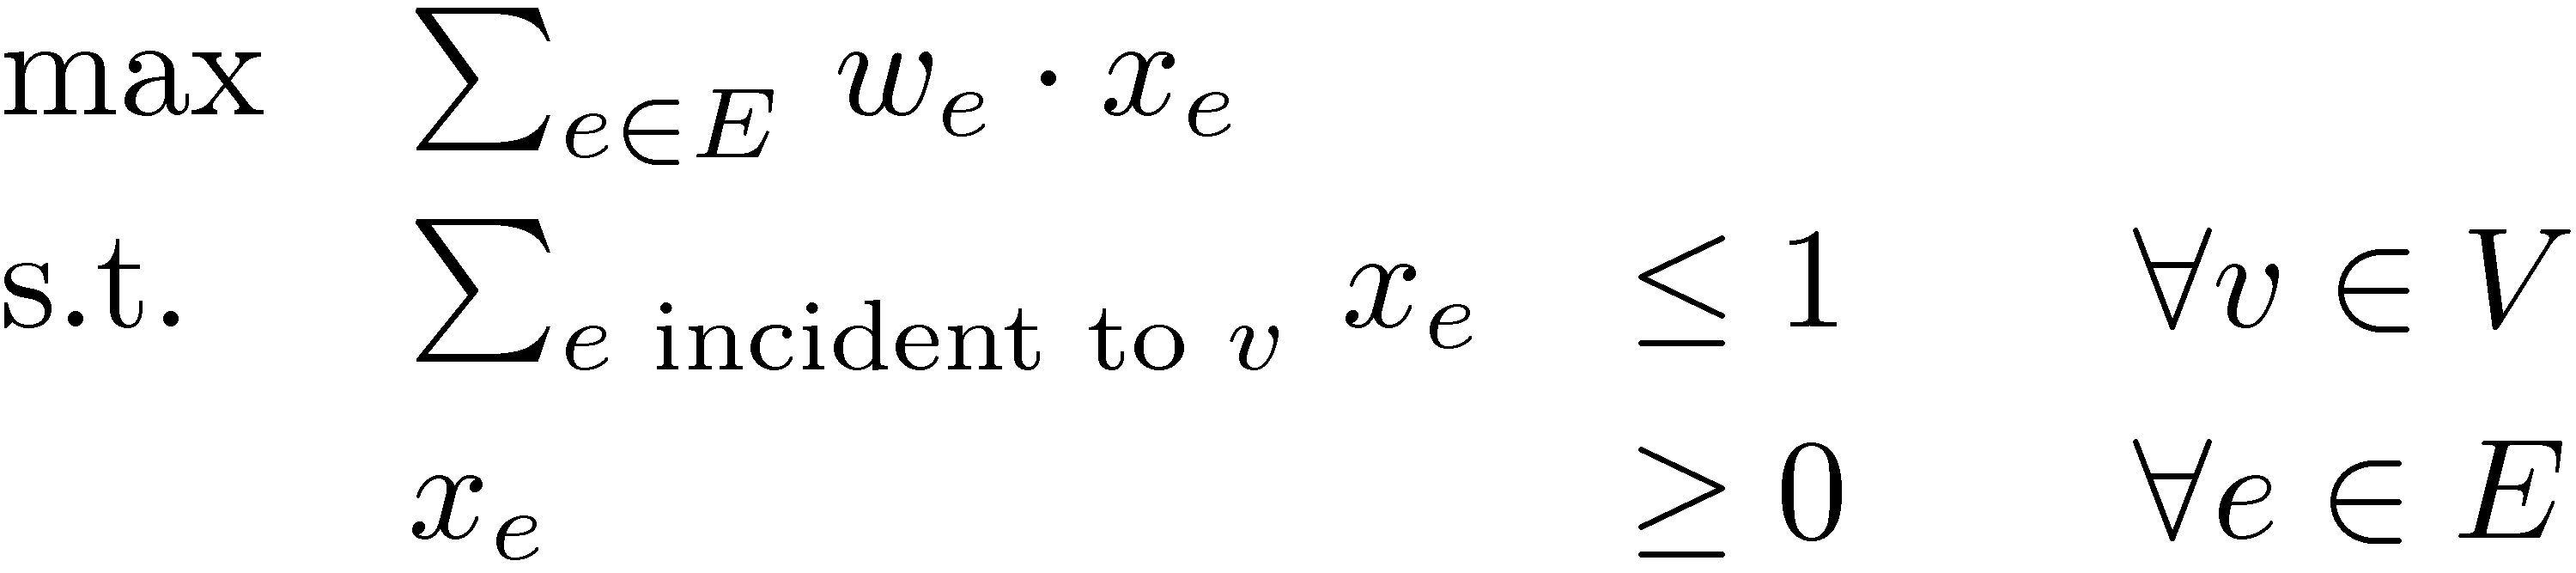 max ∑_{e∈E} w_e · x_e
s.t. ∑_{e incident to v} x_e ≤ 1 ∀v ∈ V
x_e ≥ 0 ∀e ∈ E